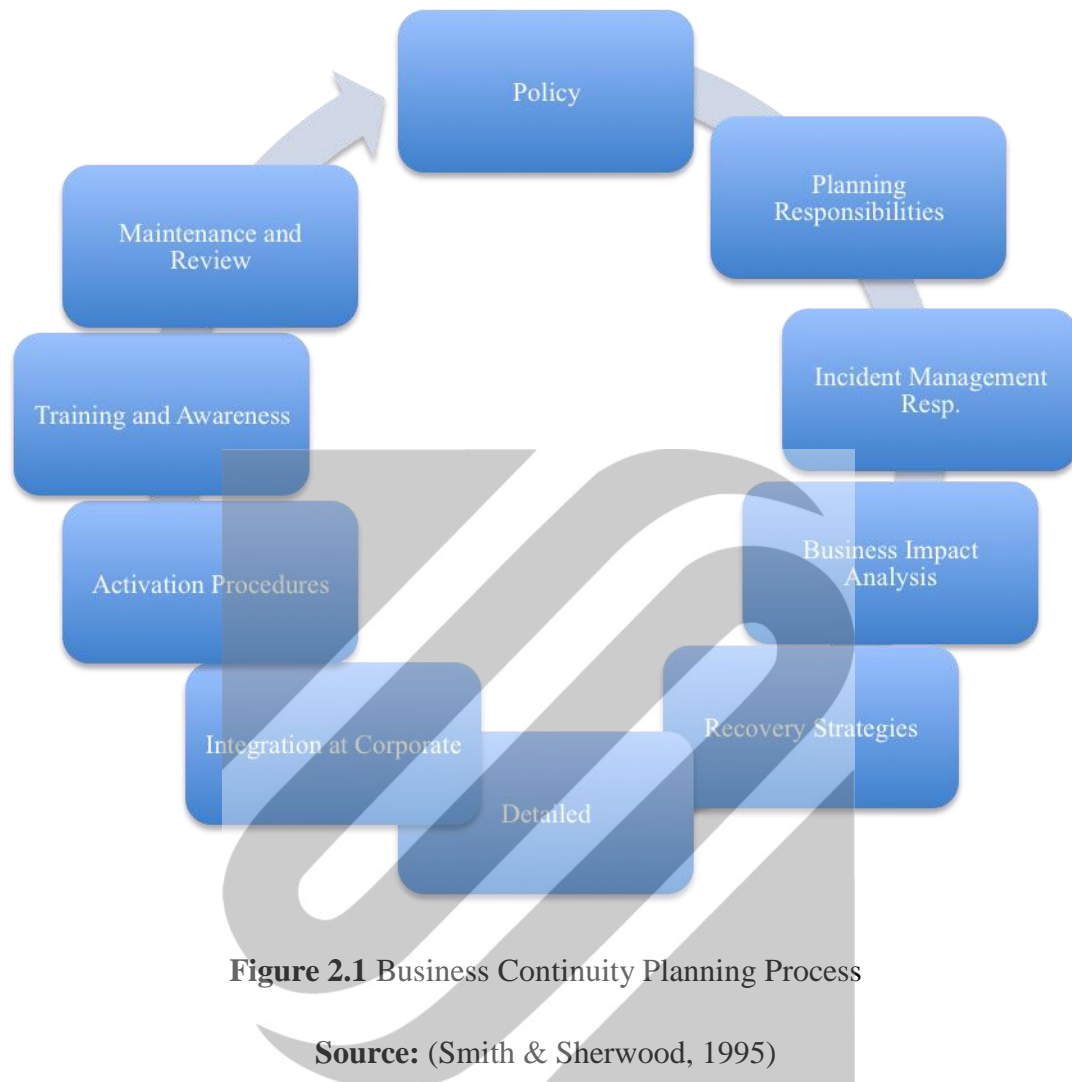 Policy
Planning
Responsibilities
Incident Management
Resp.
Business Impact
Analysis
Recovery Strategies
Detailed
Integration at Corporate
Activation Procedures
Training and Awareness
Maintenance and
Review
Figure 2.1 Business Continuity Planning Process
Source: (Smith & Sherwood, 1995)